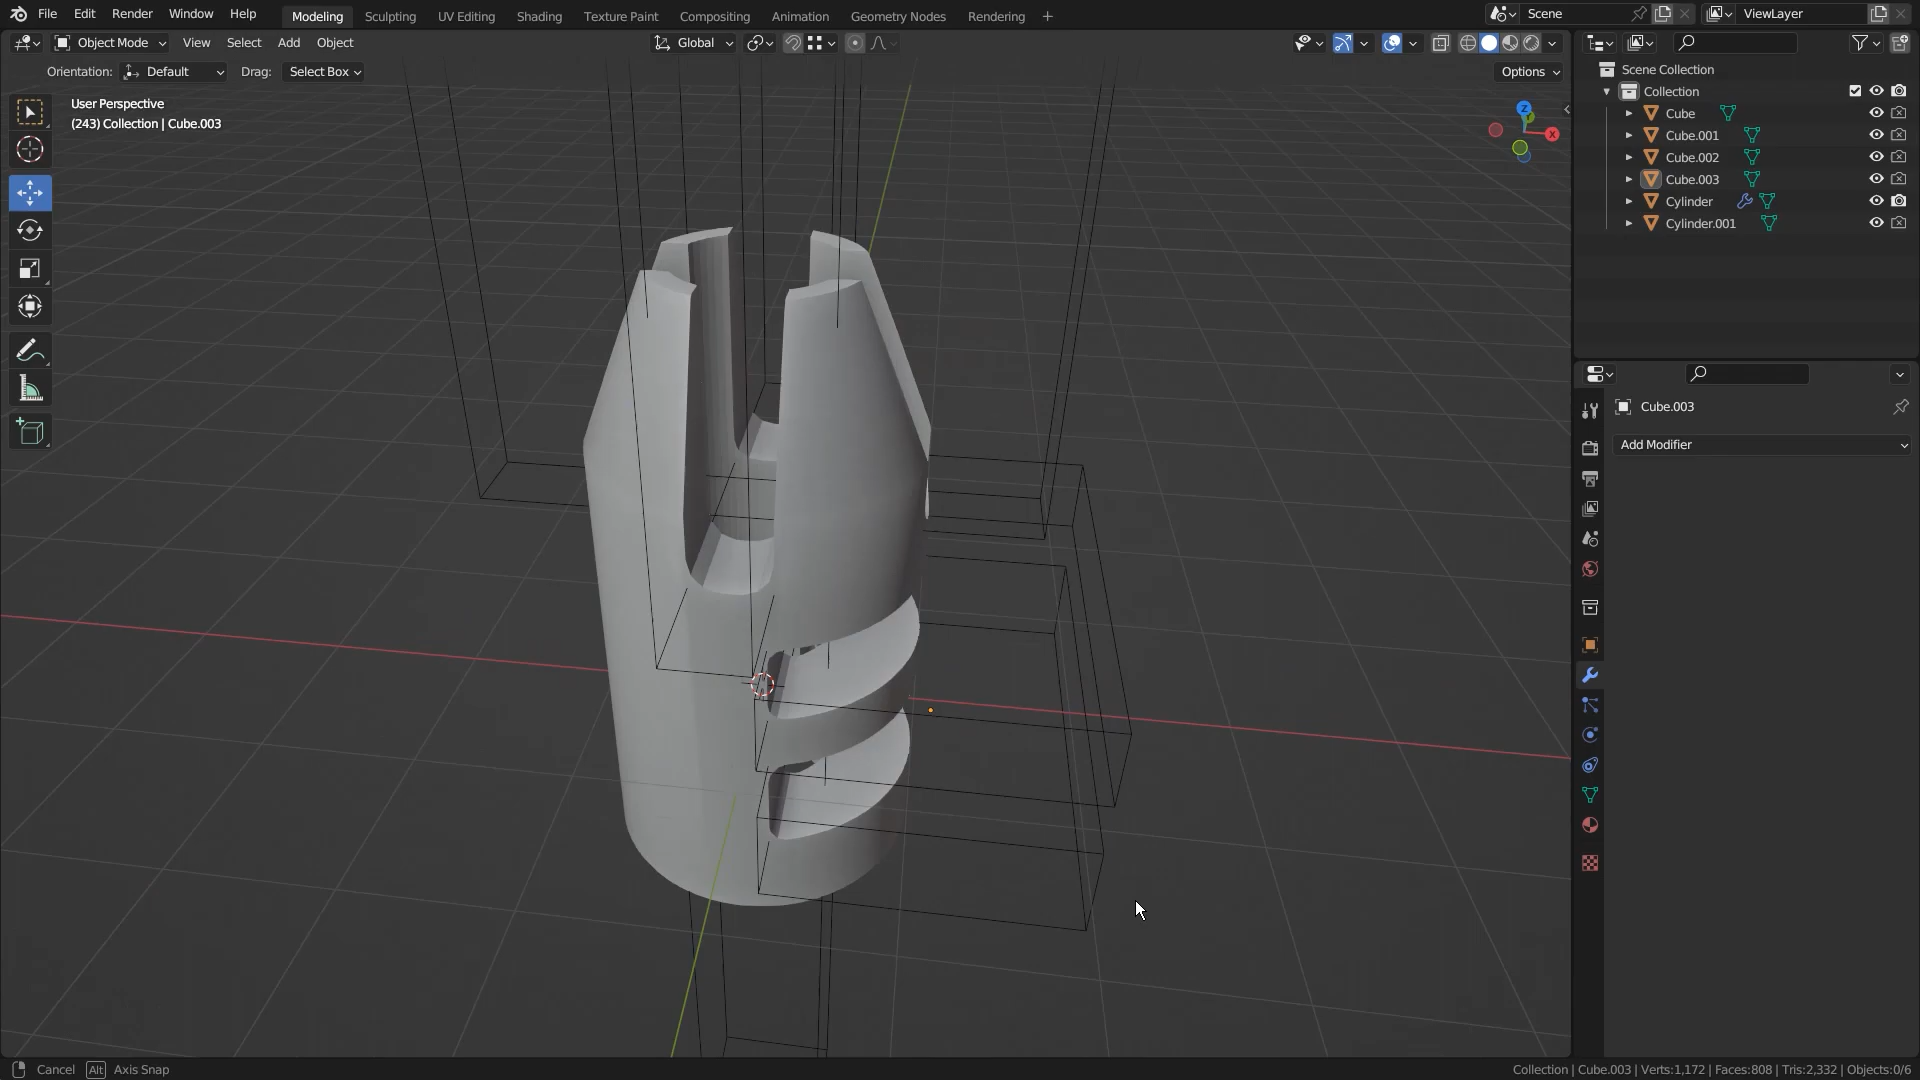 File Edit Render Window Help Modeling Sculpting UV Editing Shading Texture Paint Compositing Animation Geometry Nodes Rendering + Scene ViewLayer
Object Mode View Select Add Object Global
Orientation: Default Drag: Select Box Options
User Perspective
(243) Collection | Cube.003
Z
X
Scene Collection
Collection
Cube
Cube.001
Cube.002
Cube.003
Cylinder
Cylinder.001
Cube.003
Add Modifier
Cancel Alt Axis Snap Collection | Cube.003 | Verts:1,172 | Faces:808 | Tris:2,332 | Objects:0/6